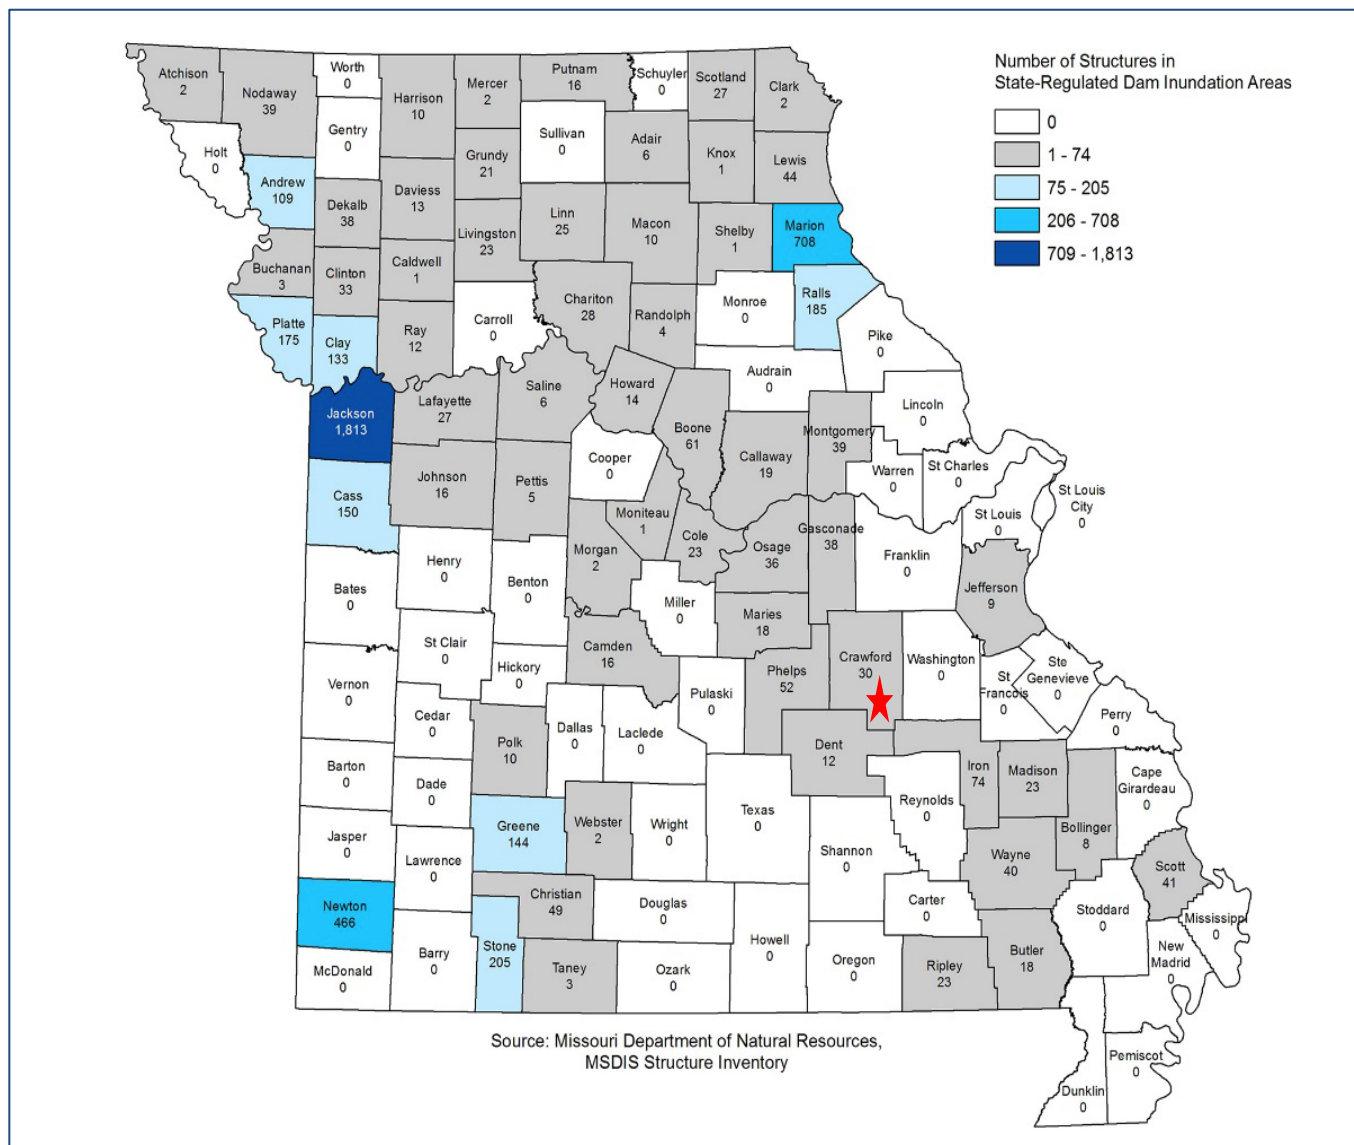 Number of Structures in
State-Regulated Dam Inundation Areas
0
1 - 74
75 - 205
206 - 708
709 - 1,813
Atchison
2
Nodaway
39
Worth
0
Gentry
0
Harrison
10
Mercer
2
Putnam
16
Schuyler
0
Scotland
27
Clark
2
Holt
0
Andrew
109
Dekalb
38
Daviess
13
Grundy
21
Sullivan
0
Adair
6
Knox
1
Lewis
44
Buchanan
3
Clinton
33
Caldwell
1
Livingston
23
Linn
25
Macon
10
Shelby
1
Marion
708
Platte
175
Clay
133
Ray
12
Carroll
0
Chariton
28
Randolph
4
Monroe
0
Ralls
185
Pike
0
Jackson
1,813
Lafayette
27
Saline
6
Howard
14
Boone
61
Audrain
0
Callaway
19
Montgomery
39
Lincoln
0
Warren
0
St Charles
0
St Louis
0
St Louis
City
0
Cass
150
Johnson
16
Pettis
5
Cooper
0
Moniteau
1
Morgan
2
Cole
23
Osage
36
Gasconade
38
Franklin
0
Jefferson
9
Bates
0
Henry
0
Benton
0
Miller
0
Maries
18
St Clair
0
Hickory
0
Camden
16
Pulaski
0
Phelps
52
Crawford
30
Washington
0
St
Francois
0
Ste
Genevieve
0
Perry
0
Vernon
0
Cedar
0
Polk
10
Dallas
0
Laclede
0
Dent
12
Iron
74
Madison
23
Cape
Girardeau
0
Barton
0
Dade
0
Greene
144
Webster
2
Wright
0
Texas
0
Reynolds
0
Bollinger
8
Jasper
0
Lawrence
0
Shannon
0
Wayne
40
Scott
41
Newton
466
Christian
49
Douglas
0
Howell
0
Carter
0
Stoddard
0
Mississippi
0
McDonald
0
Barry
0
Stone
205
Taney
3
Ozark
0
Oregon
0
Ripley
23
Butler
18
New
Madrid
0
Pemiscot
0
Dunklin
0
Source: Missouri Department of Natural Resources,
MSDIS Structure Inventory